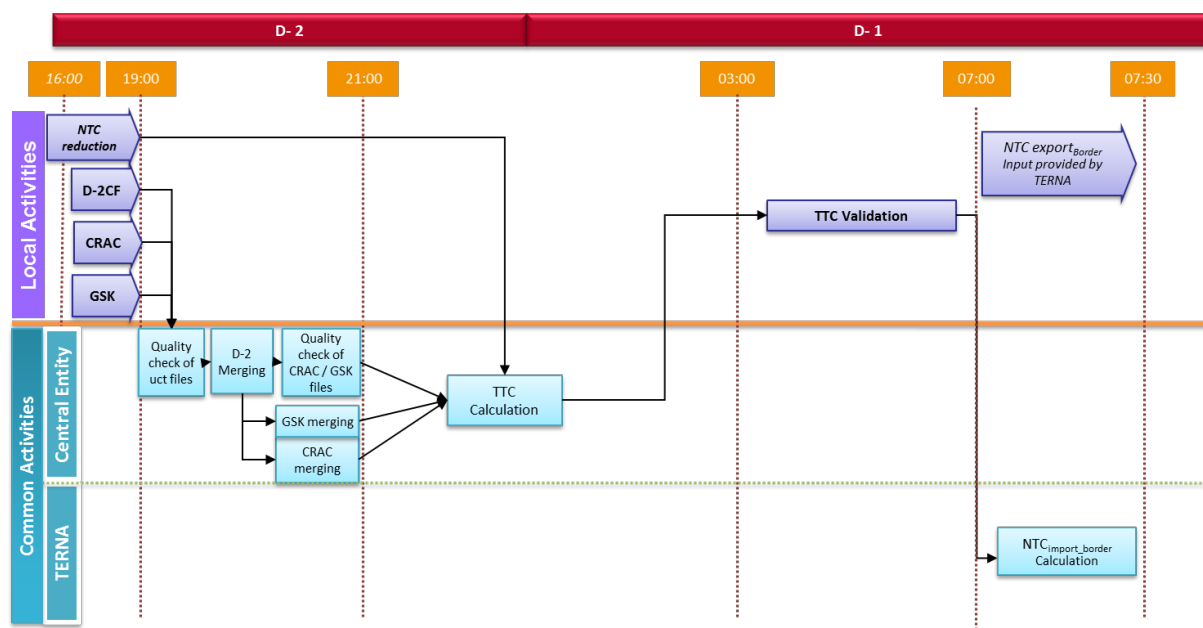 D- 2
D- 1
16:00
19:00
21:00
03:00
07:00
07:30
Local Activities
NTC
reduction
D-2CF
CRAC
GSK
TTC Validation
NTC export_Border
Input provided by
TERNA
Common Activities
Central Entity
Quality
check of
uct files
D-2
Merging
Quality
check of
CRAC / GSK
files
GSK merging
CRAC
merging
TTC
Calculation
TERNA
NTCimport_border
Calculation